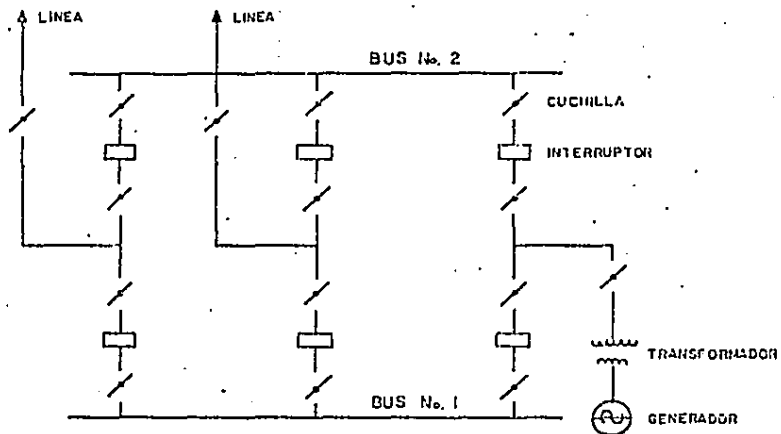 LINEA
LINEA
BUS No. 2
CUCHILLA
INTERRUPTOR
TRANSFORMADOR
BUS No. 1
GENERADOR